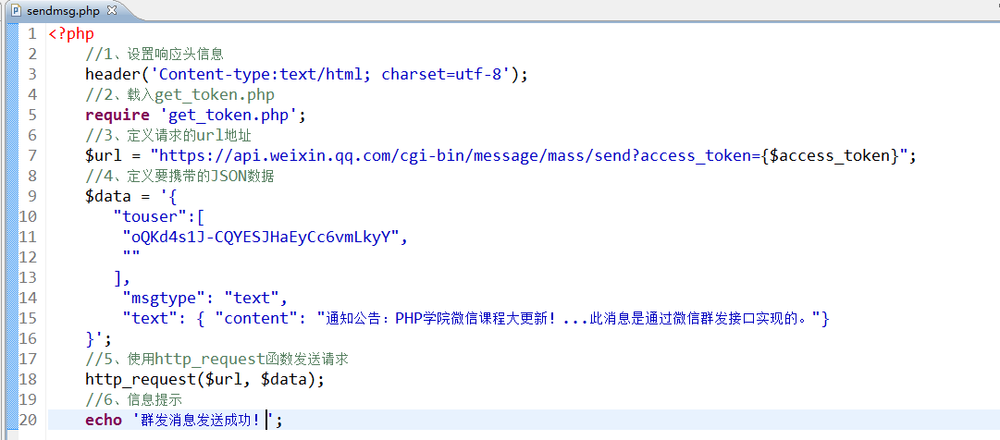 sendmsg.php
1 <?php
2 //1、设置响应头信息
3 header('Content-type:text/html; charset=utf-8');
4 //2、载入get_token.php
5 require 'get_token.php';
6 //3、定义请求的url地址
7 $url = "https://api.weixin.qq.com/cgi-bin/message/mass/send?access_token={$access_token}";
8 //4、定义要携带的JSON数据
9 $data = '{
10 "touser":[
11 "oQKd4s1J-CQYESJHaEyCc6vmLkyY",
12 ""
13 ],
14 "msgtype": "text",
15 "text": { "content": "通知公告：PHP学院微信课程大更新！...此消息是通过微信群发接口实现的。"}
16 }';
17 //5、使用http_request函数发送请求
18 http_request($url, $data);
19 //6、信息提示
20 echo '群发消息发送成功！';